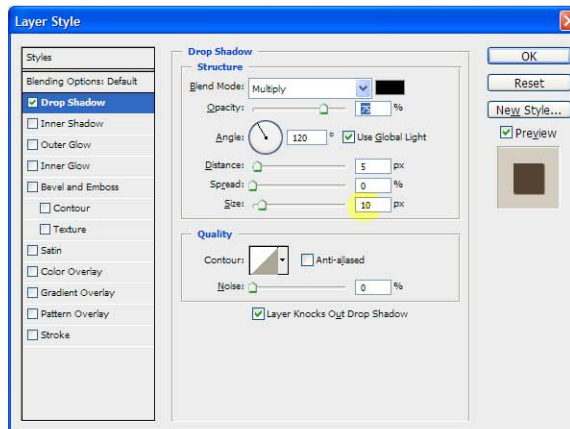 Layer Style
Styles
Blending Options: Default
Drop Shadow
Inner Shadow
Outer Glow
Inner Glow
Bevel and Emboss
Contour
Texture
Satin
Color Overlay
Gradient Overlay
Pattern Overlay
Stroke
Drop Shadow
Structure
Blend Mode: Multiply
Opacity: 75 %
Angle: 120 ° Use Global Light
Distance: 5 px
Spread: 0 %
Size: 10 px
Quality
Contour: Anti-aliased
Noise: 0 %
Layer Knocks Out Drop Shadow
OK
Reset
New Style...
Preview